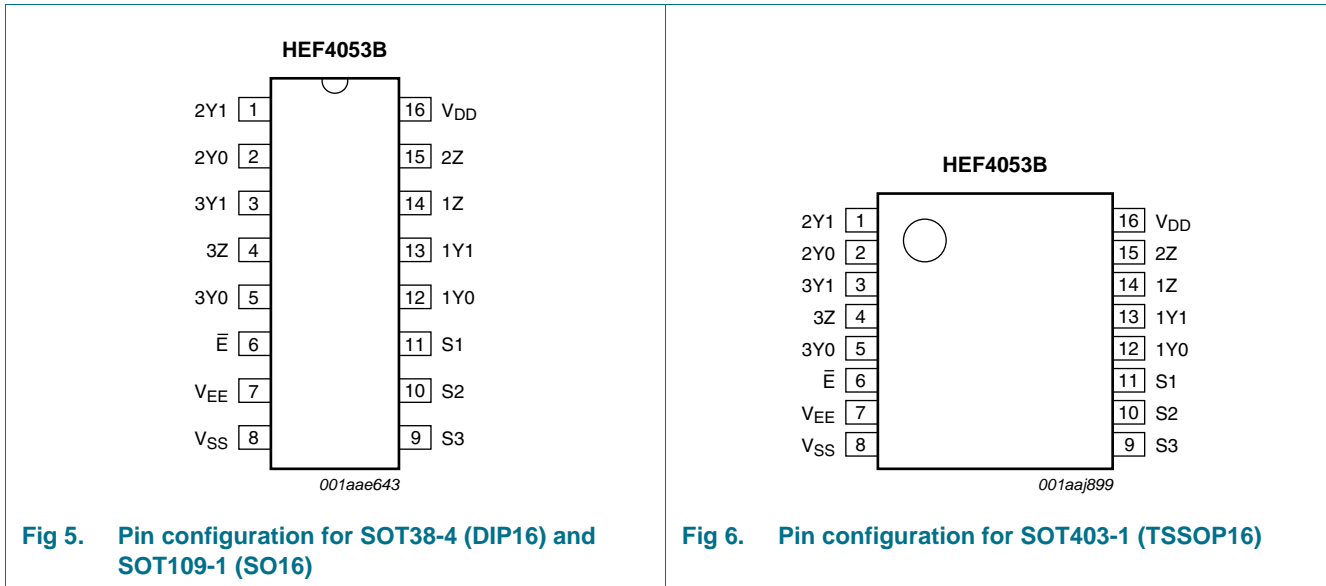 HEF4053B
2Y1 1 16 VDD
2Y0 2 15 2Z
3Y1 3 14 1Z
3Z 4 13 1Y1
3Y0 5 12 1Y0
E̅ 6 11 S1
VEE 7 10 S2
VSS 8 9 S3
001aae643
Fig 5. Pin configuration for SOT38-4 (DIP16) and
SOT109-1 (SO16)
HEF4053B
2Y1 1 16 VDD
2Y0 2 15 2Z
3Y1 3 14 1Z
3Z 4 13 1Y1
3Y0 5 12 1Y0
E̅ 6 11 S1
VEE 7 10 S2
VSS 8 9 S3
001aaj899
Fig 6. Pin configuration for SOT403-1 (TSSOP16)